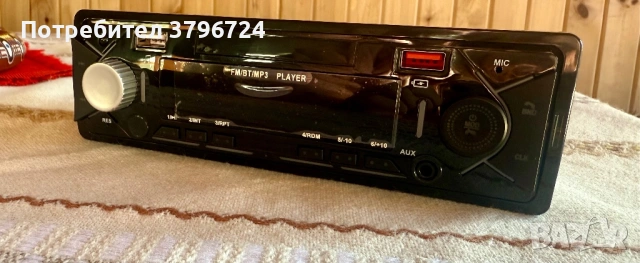 Потребител 3796724
MIC
FM/BT/MP3 PLAYER
RES
2/INT
3/RPT
4/RDM
5/-10
6/+10
AUX
CLK
BAZAR